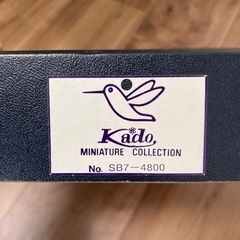 Kado
MINIATURE COLLECTION
No. SB7-4800